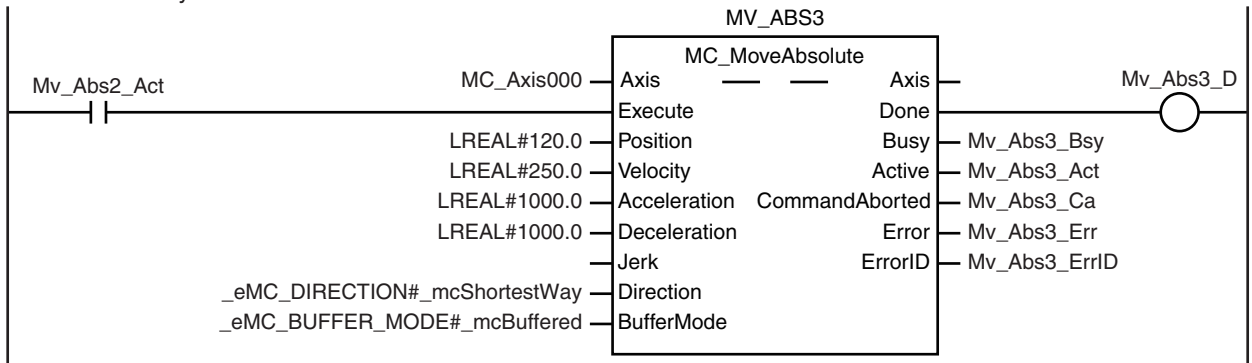 MV_ABS3
MC_MoveAbsolute
Mv_Abs2_Act MC_Axis000 Axis Axis Mv_Abs3_D
Execute Done
LREAL#120.0 Position Busy Mv_Abs3_Bsy
LREAL#250.0 Velocity Active Mv_Abs3_Act
LREAL#1000.0 Acceleration CommandAborted Mv_Abs3_Ca
LREAL#1000.0 Deceleration Error Mv_Abs3_Err
Jerk ErrorID Mv_Abs3_ErrID
_eMC_DIRECTION#_mcShortestWay Direction
_eMC_BUFFER_MODE#_mcBuffered BufferMode